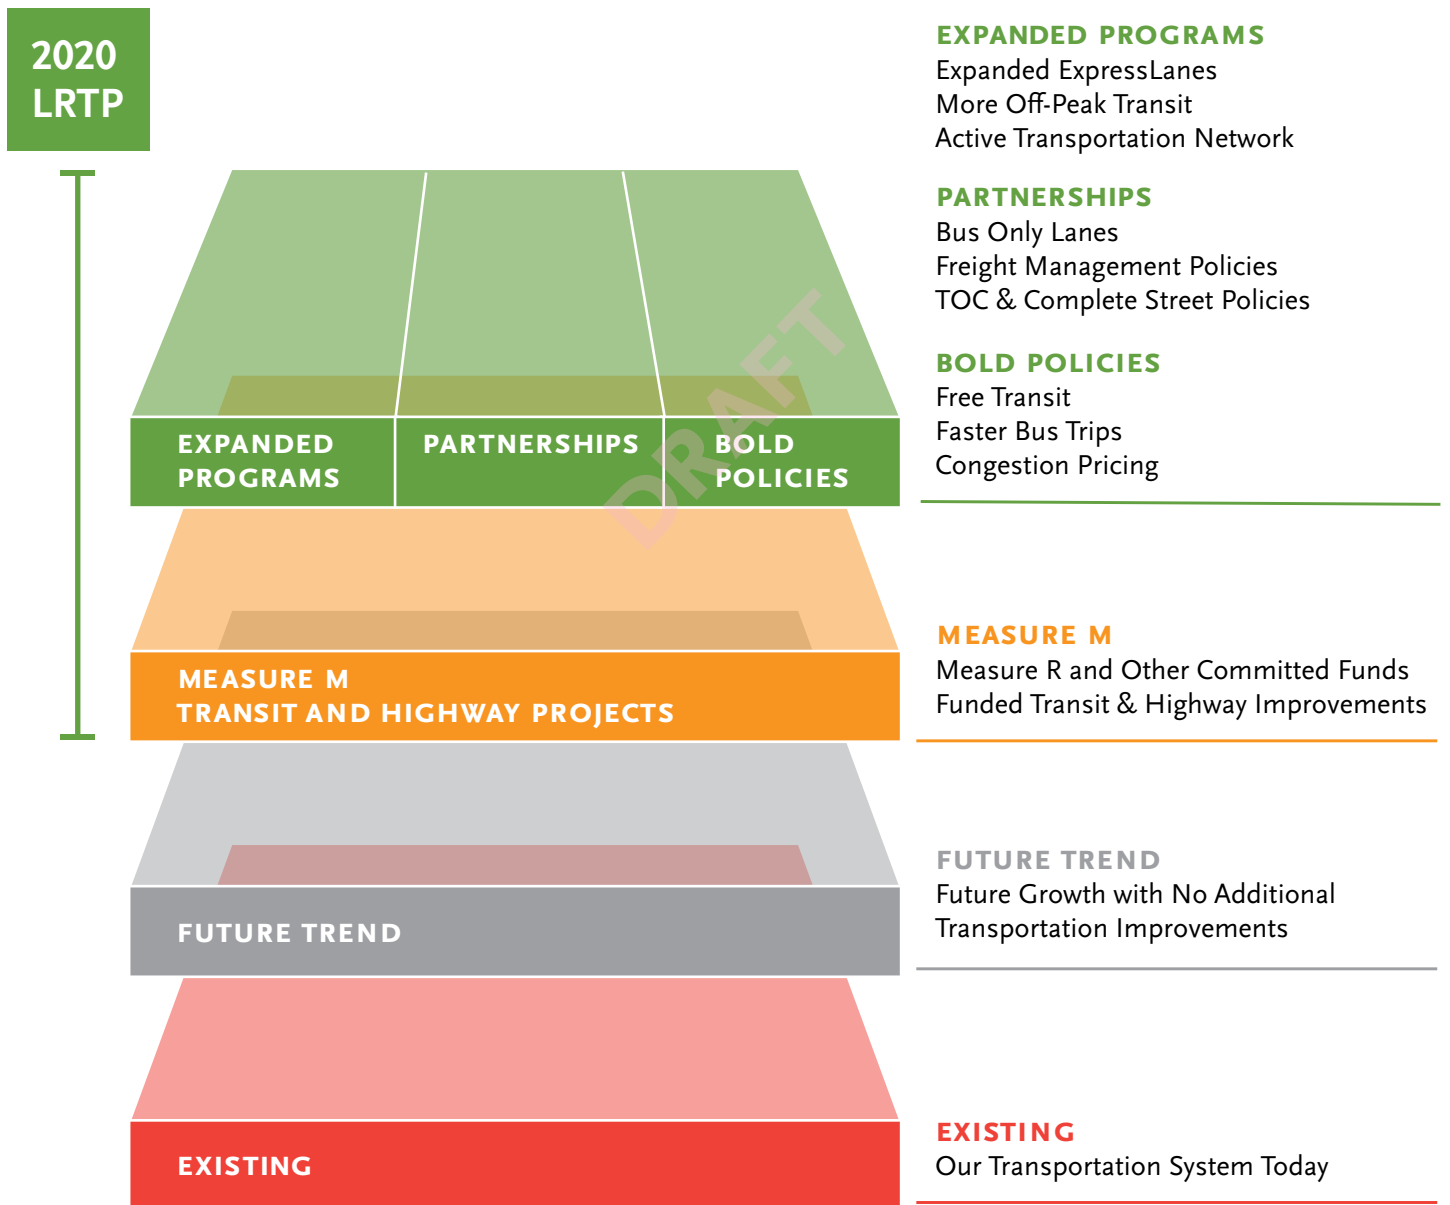 2020
LRTP
EXPANDED PROGRAMS
Expanded ExpressLanes
More Off-Peak Transit
Active Transportation Network
PARTNERSHIPS
Bus Only Lanes
Freight Management Policies
TOC & Complete Street Policies
BOLD POLICIES
Free Transit
Faster Bus Trips
Congestion Pricing
EXPANDED
PROGRAMS
PARTNERSHIPS
BOLD
POLICIES
DRAFT
MEASURE M
TRANSIT AND HIGHWAY PROJECTS
MEASURE M
Measure R and Other Committed Funds
Funded Transit & Highway Improvements
FUTURE TREND
FUTURE TREND
Future Growth with No Additional
Transportation Improvements
EXISTING
EXISTING
Our Transportation System Today